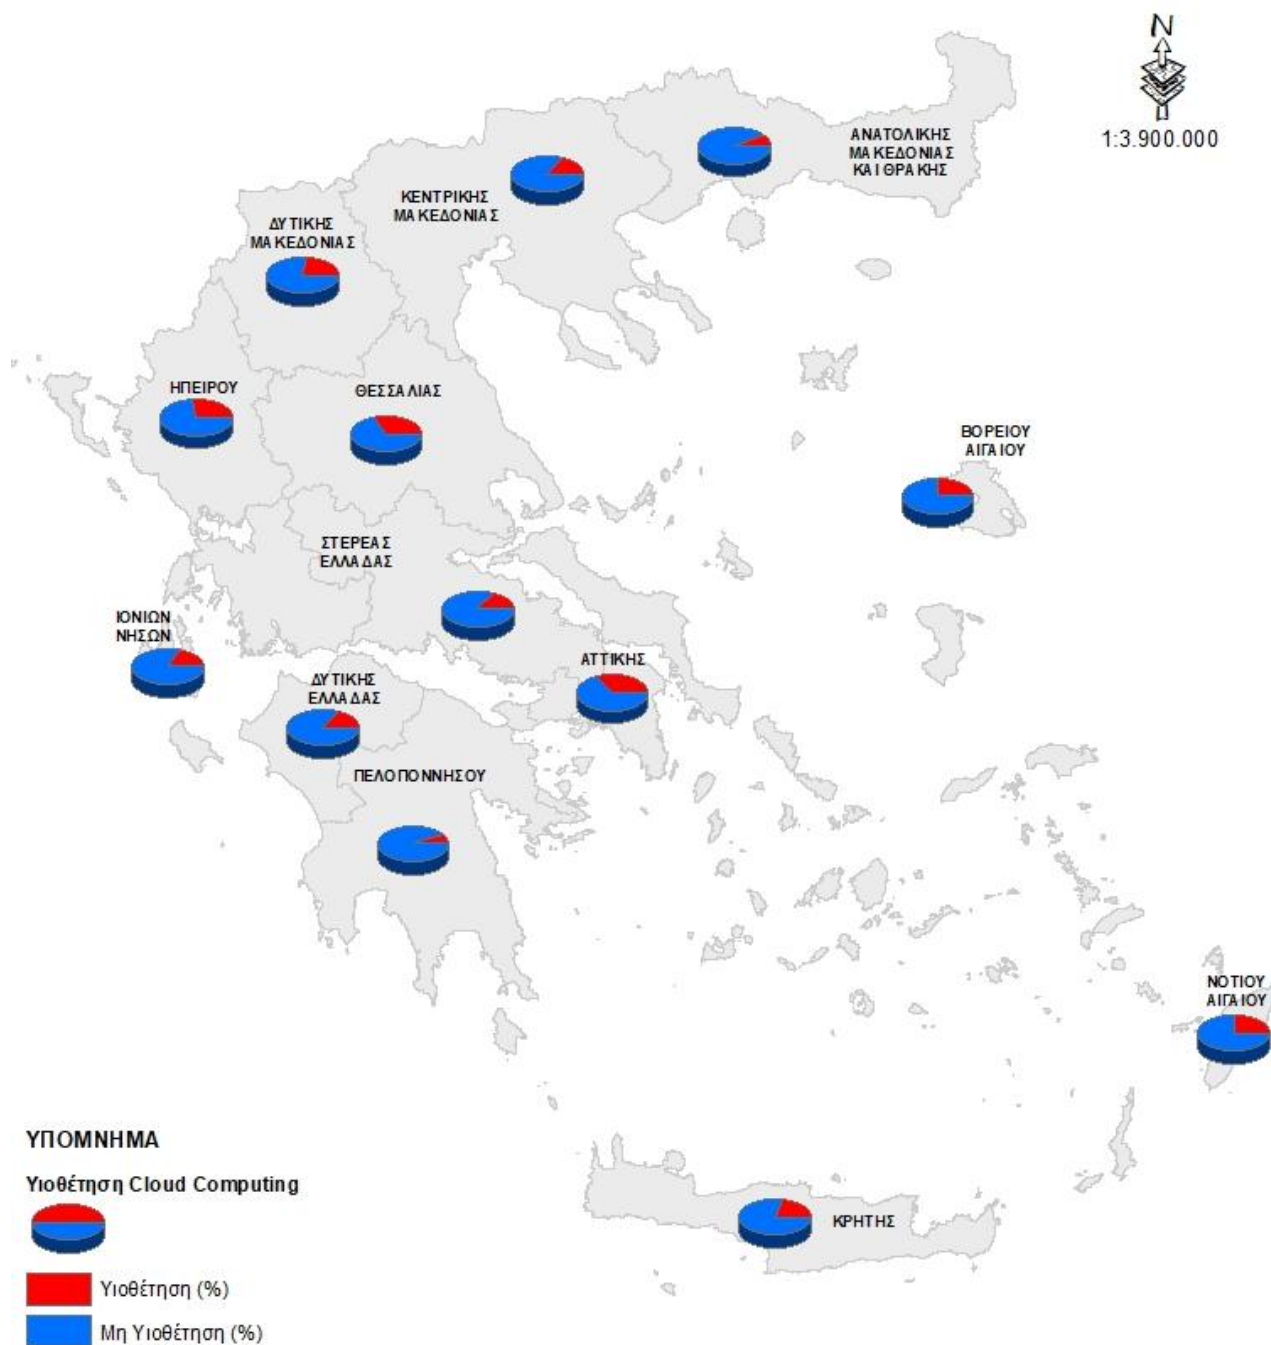 N
1:3.900.000
ΑΝΑΤΟΛΙΚΗΣ
ΜΑΚΕΔΟΝΙΑΣ
ΚΑΙ ΘΡΑΚΗΣ
ΚΕΝΤΡΙΚΗΣ
ΜΑΚΕΔΟΝΙΑΣ
ΔΥΤΙΚΗΣ
ΜΑΚΕΔΟΝΙΑΣ
ΗΠΕΙΡΟΥ
ΘΕΣΣΑΛΙΑΣ
ΒΟΡΕΙΟΥ
ΑΙΓΑΙΟΥ
ΣΤΕΡΕΑΣ
ΕΛΛΑΔΑΣ
ΙΟΝΙΩΝ
ΝΗΣΩΝ
ΑΤΤΙΚΗΣ
ΔΥΤΙΚΗΣ
ΕΛΛΑΔΑΣ
ΠΕΛΟΠΟΝΝΗΣΟΥ
ΝΟΤΙΟΥ
ΑΙΓΑΙΟΥ
ΚΡΗΤΗΣ
ΥΠΟΜΝΗΜΑ
Υιοθέτηση Cloud Computing
Υιοθέτηση (%)
Μη Υιοθέτηση (%)